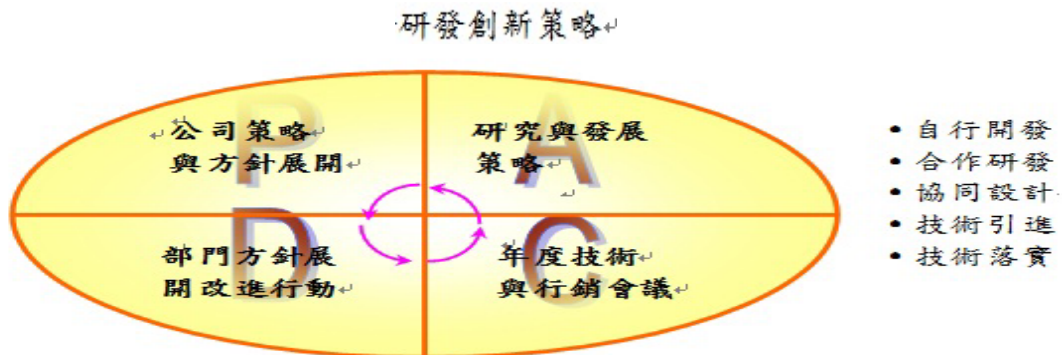 研發創新策略
P
公司策略
與方針展開
A
研究與發展
策略
D
部門方針展
開改進行動
C
年度技術
與行銷會議
• 自行開發
• 合作研發
• 協同設計
• 技術引進
• 技術落實